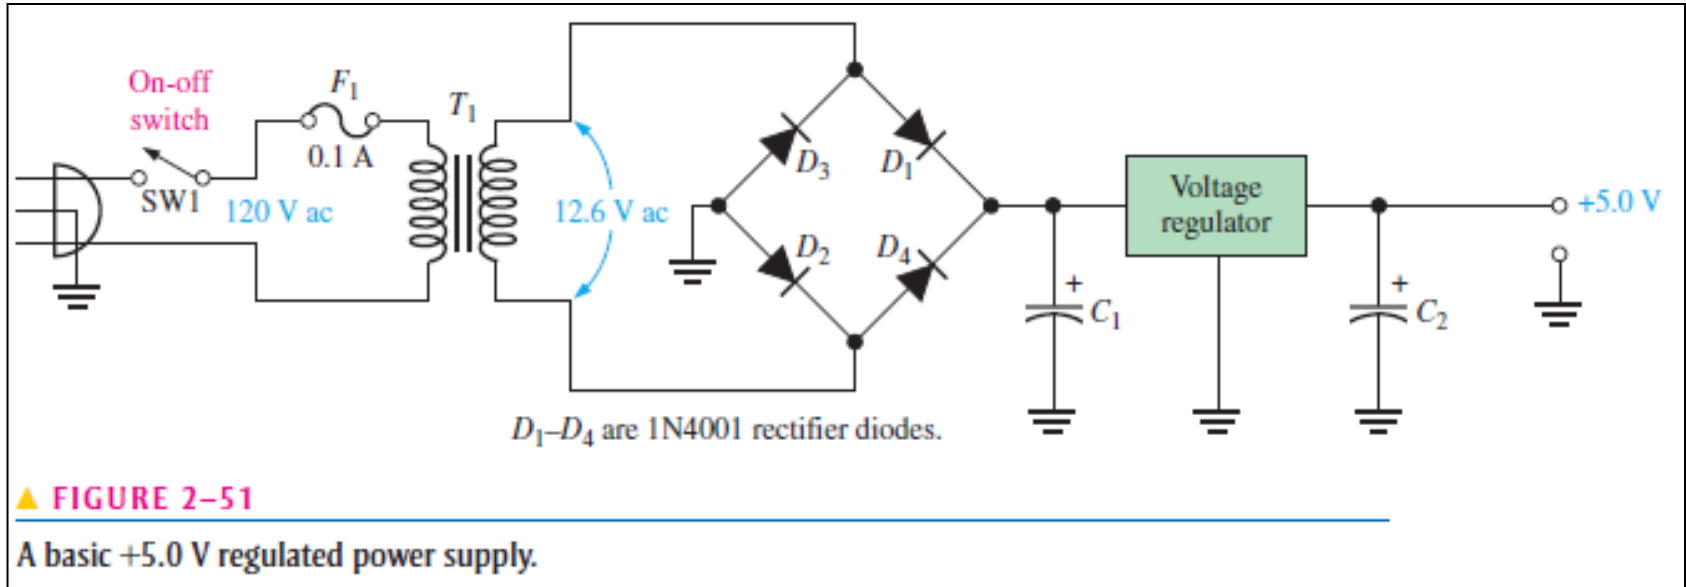 On-off
switch
F1
0.1 A
T1
SW1
120 V ac
12.6 V ac
D3
D1
D2
D4
Voltage
regulator
+5.0 V
+
C1
+
C2
D1–D4 are 1N4001 rectifier diodes.
FIGURE 2–51
A basic +5.0 V regulated power supply.